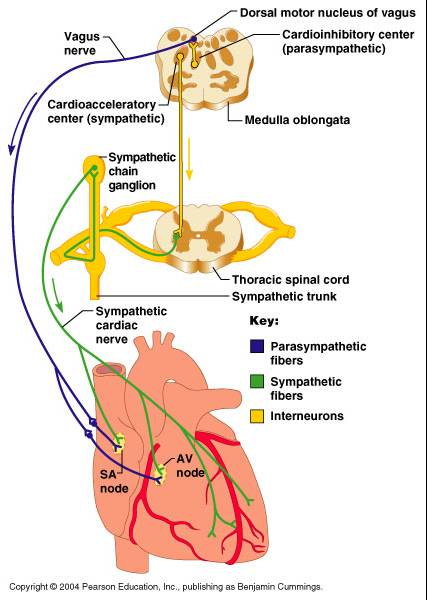 Dorsal motor nucleus of vagus
Vagus
nerve
Cardioinhibitory center
(parasympathetic)
Cardioacceleratory
center (sympathetic)
Medulla oblongata
Sympathetic
chain
ganglion
Thoracic spinal cord
Sympathetic trunk
Sympathetic
cardiac
nerve
Key:
Parasympathetic
fibers
Sympathetic
fibers
Interneurons
SA
node
AV
node
Copyright © 2004 Pearson Education, Inc., publishing as Benjamin Cummings.